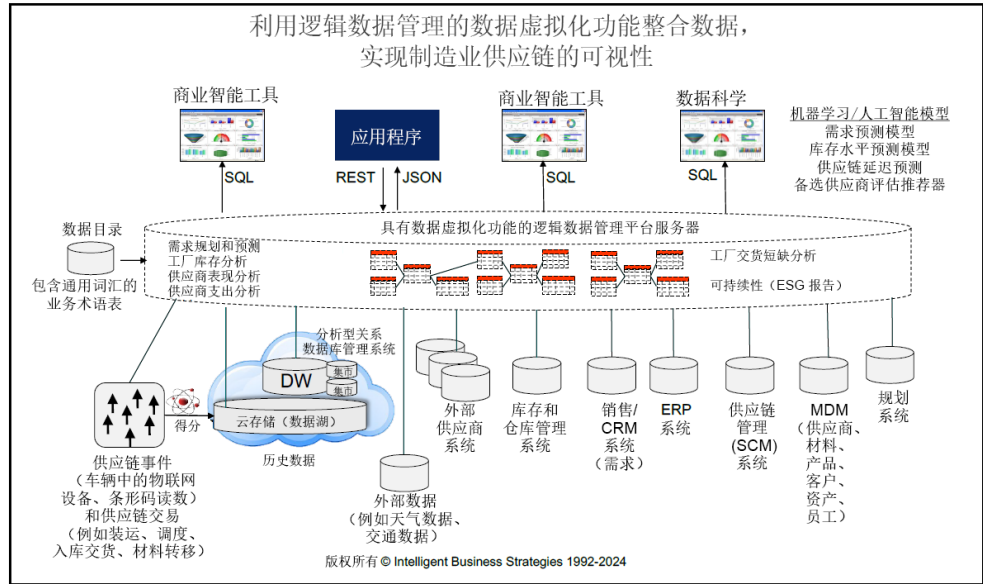 利用逻辑数据管理的数据虚拟化功能整合数据，
实现制造业供应链的可视性
商业智能工具
应用程序
商业智能工具
数据科学
机器学习/人工智能模型
需求预测模型
库存水平预测模型
供应链延迟预测
备选供应商评估推荐器
SQL
REST
JSON
SQL
SQL
数据目录
包含通用词汇的
业务术语表
具有数据虚拟化功能的逻辑数据管理平台服务器
需求规划和预测
工厂库存分析
供应商表现分析
供应商支出分析
工厂交货短缺分析
可持续性（ESG 报告）
分析型关系
数据库管理系统
DW
集市
集市
云存储（数据湖）
历史数据
得分
供应链事件
（车辆中的物联网
设备、条形码读数）
和供应链交易
（例如装运、调度、
入库交货、材料转移）
外部数据
（例如天气数据、
交通数据）
外部
供应商
系统
库存和
仓库管理
系统
销售/
CRM
系统
（需求）
ERP
系统
供应链
管理
(SCM)
系统
MDM
（供应商、
材料、
产品、
客户、
资产、
员工）
规划
系统
版权所有 © Intelligent Business Strategies 1992-2024